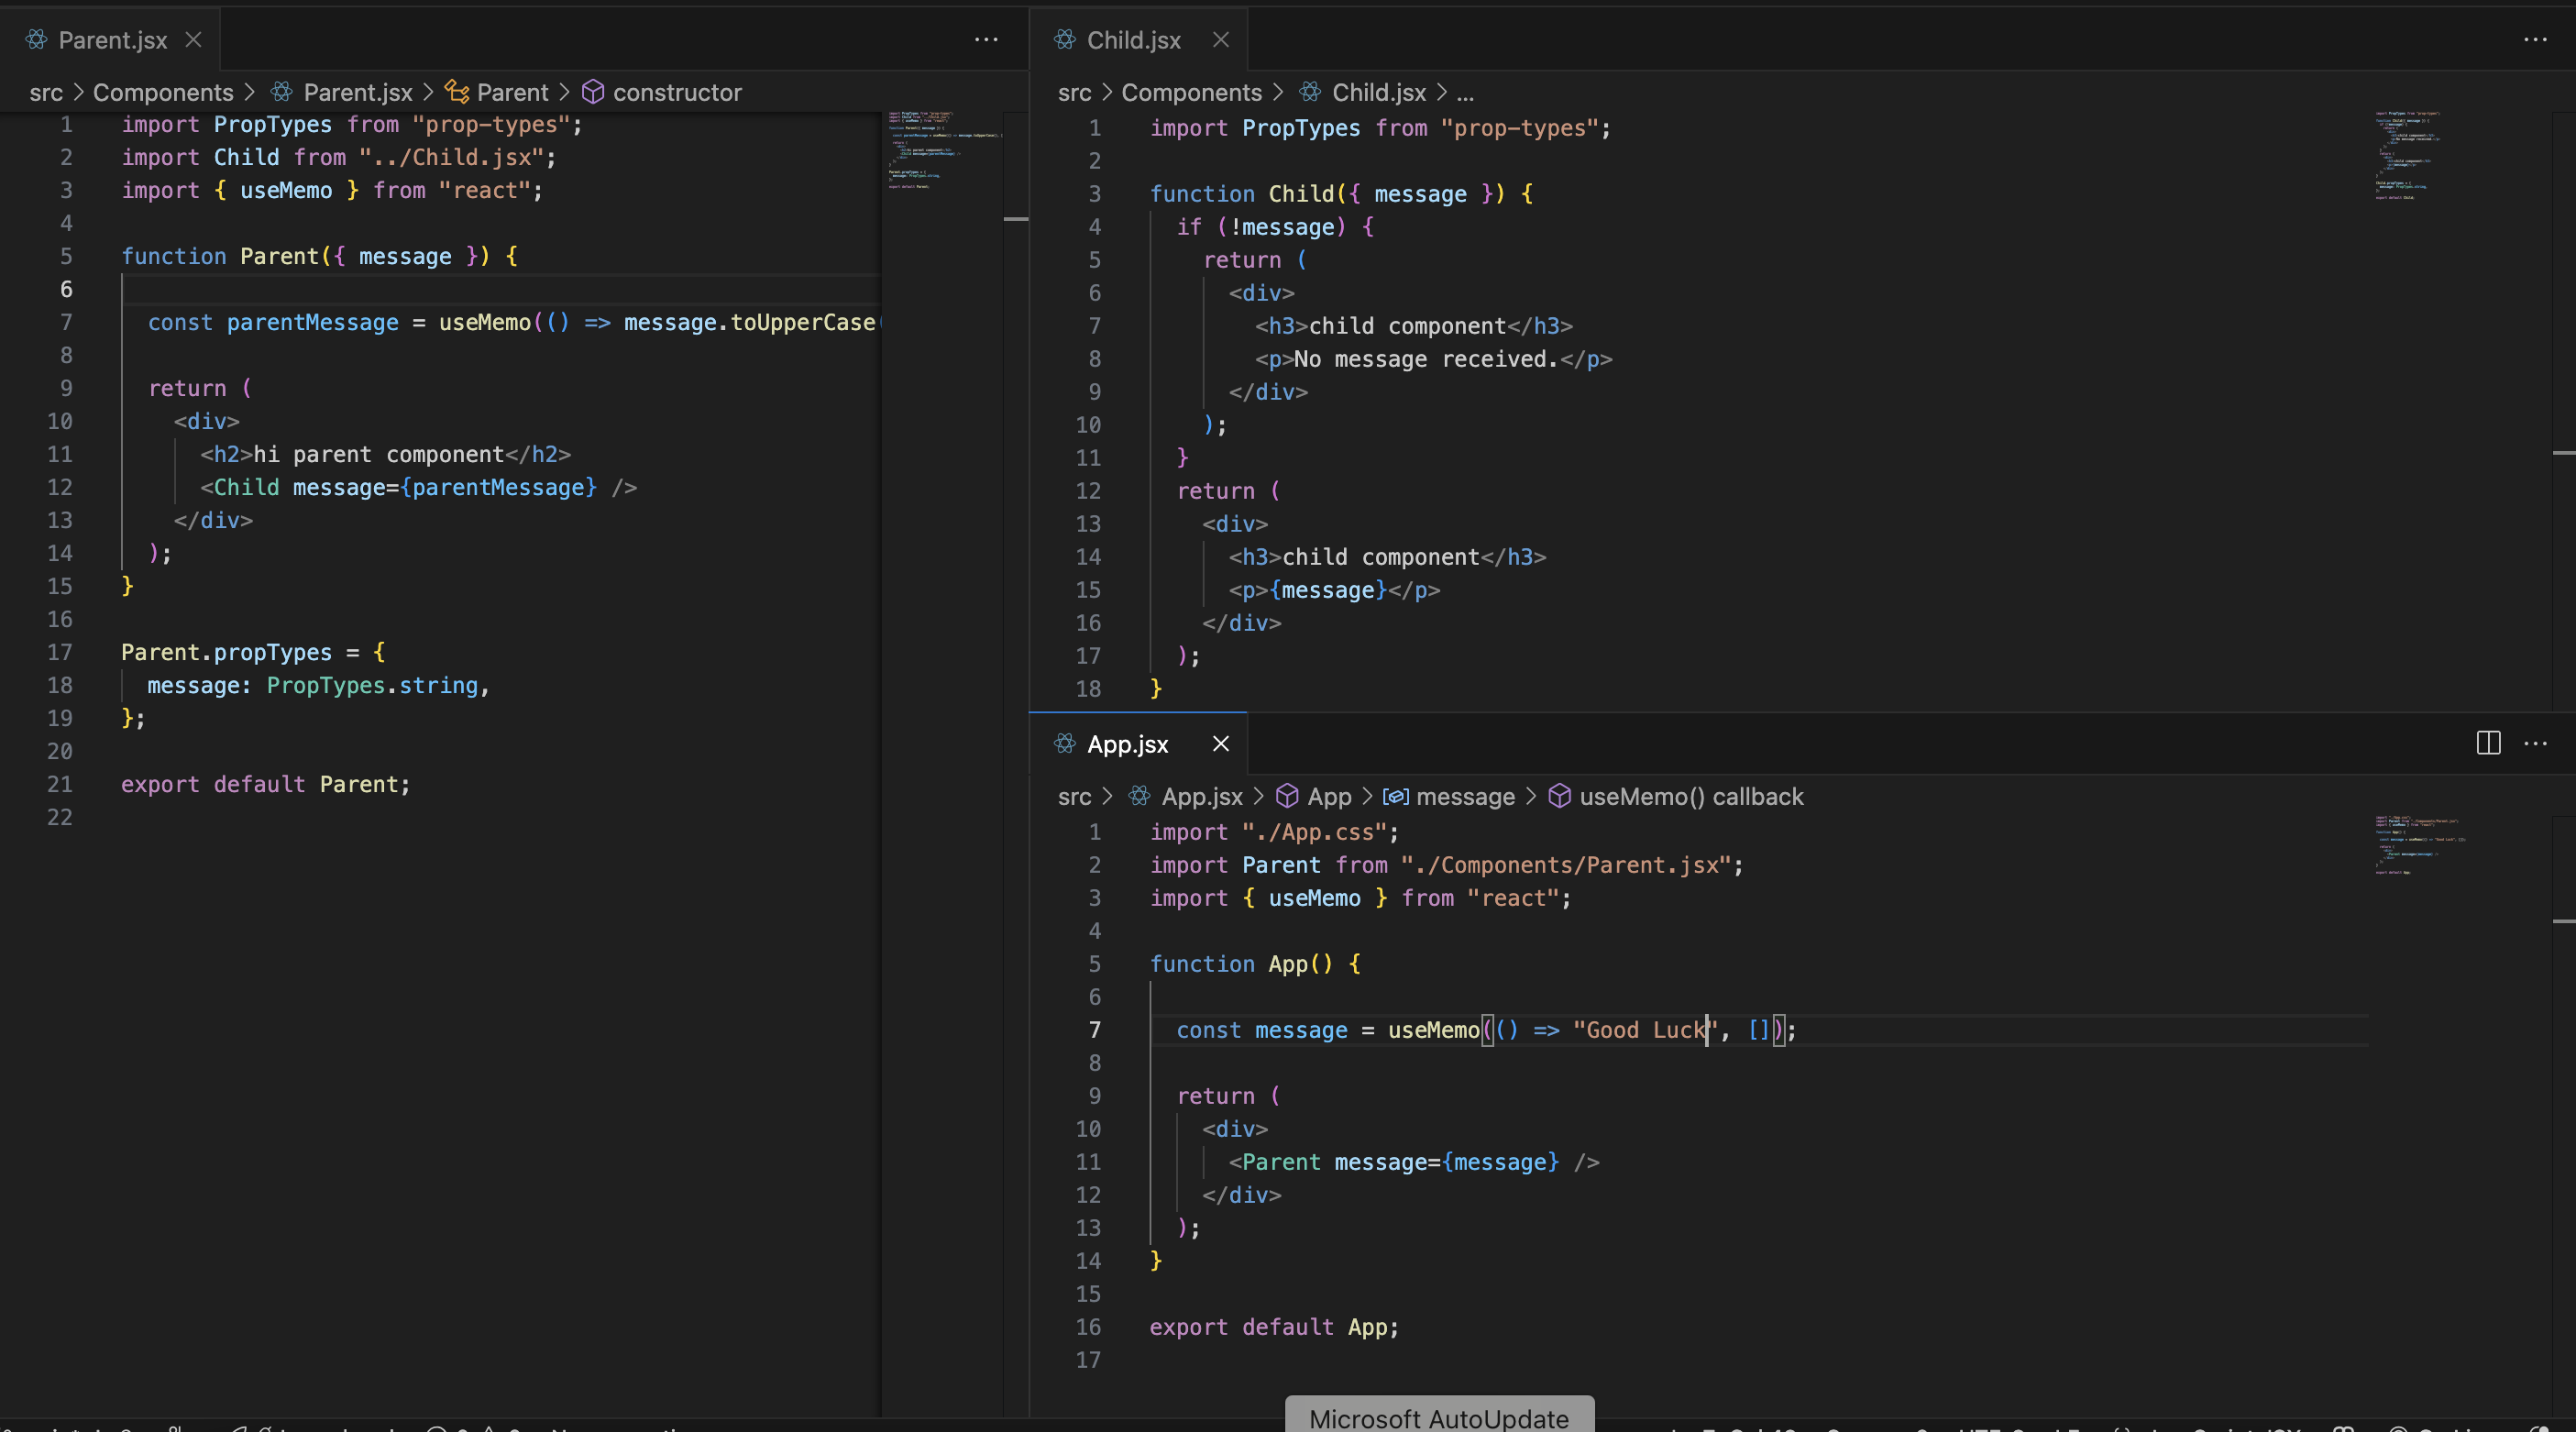 Parent.jsx
src > Components > Parent.jsx > Parent > constructor
1 import PropTypes from "prop-types";
2 import Child from "../Child.jsx";
3 import { useMemo } from "react";
4
5 function Parent({ message }) {
6
7 const parentMessage = useMemo(() => message.toUpperCase(
8
9 return (
10 <div>
11 <h2>hi parent component</h2>
12 <Child message={parentMessage} />
13 </div>
14 );
15 }
16
17 Parent.propTypes = {
18 message: PropTypes.string,
19 };
20
21 export default Parent;
22
Child.jsx
src > Components > Child.jsx > ...
1 import PropTypes from "prop-types";
2
3 function Child({ message }) {
4 if (!message) {
5 return (
6 <div>
7 <h3>child component</h3>
8 <p>No message received.</p>
9 </div>
10 );
11 }
12 return (
13 <div>
14 <h3>child component</h3>
15 <p>{message}</p>
16 </div>
17 );
18 }
App.jsx
src > App.jsx > App > message > useMemo() callback
1 import "./App.css";
2 import Parent from "./Components/Parent.jsx";
3 import { useMemo } from "react";
4
5 function App() {
6
7 const message = useMemo(() => "Good Luck", []);
8
9 return (
10 <div>
11 <Parent message={message} />
12 </div>
13 );
14 }
15
16 export default App;
17
Microsoft AutoUpdate